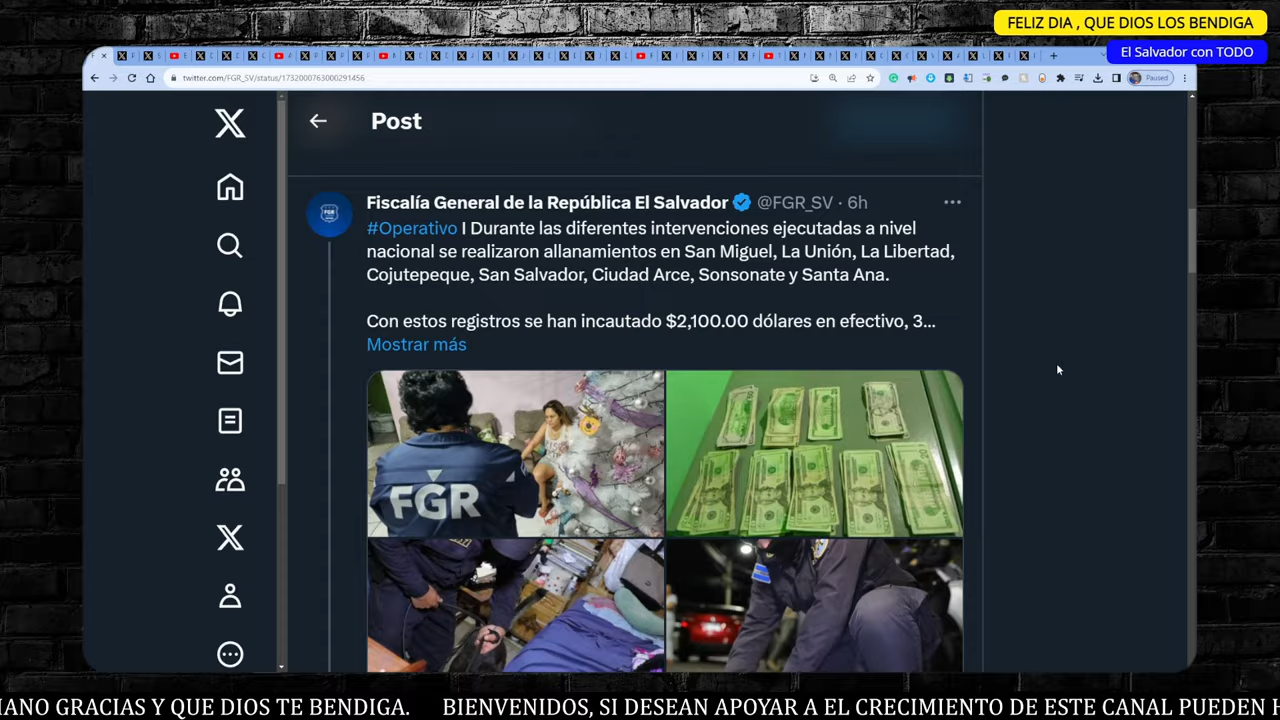 FELIZ DIA , QUE DIOS LOS BENDIGA
El Salvador con TODO
twitter.com/FGR_SV/status/1732000763000291456
Paused
Post
Fiscalía General de la República El Salvador @FGR_SV · 6h
#Operativo I Durante las diferentes intervenciones ejecutadas a nivel
nacional se realizaron allanamientos en San Miguel, La Unión, La Libertad,
Cojutepeque, San Salvador, Ciudad Arce, Sonsonate y Santa Ana.
Con estos registros se han incautado $2,100.00 dólares en efectivo, 3...
Mostrar más
FGR
FGR
IANO GRACIAS Y QUE DIOS TE BENDIGA. BIENVENIDOS, SI DESEAN APOYAR A EL CRECIMIENTO DE ESTE CANAL PUEDEN